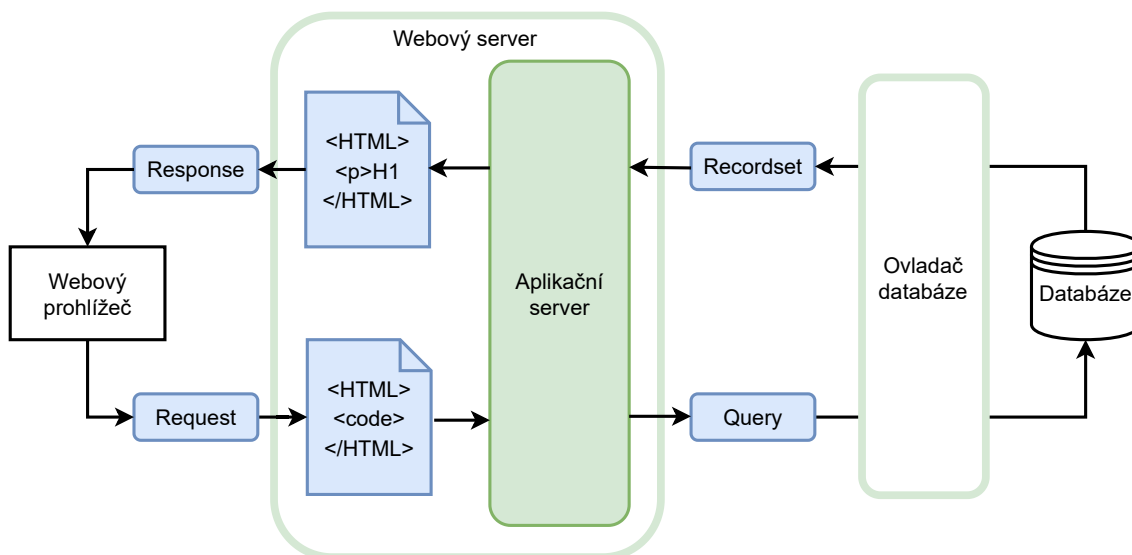 Webový server
<HTML>
<p>H1
</HTML>
Response
Recordset
Webový
prohlížeč
Aplikační
server
Ovladač
databáze
Databáze
Request
<HTML>
<code>
</HTML>
Query